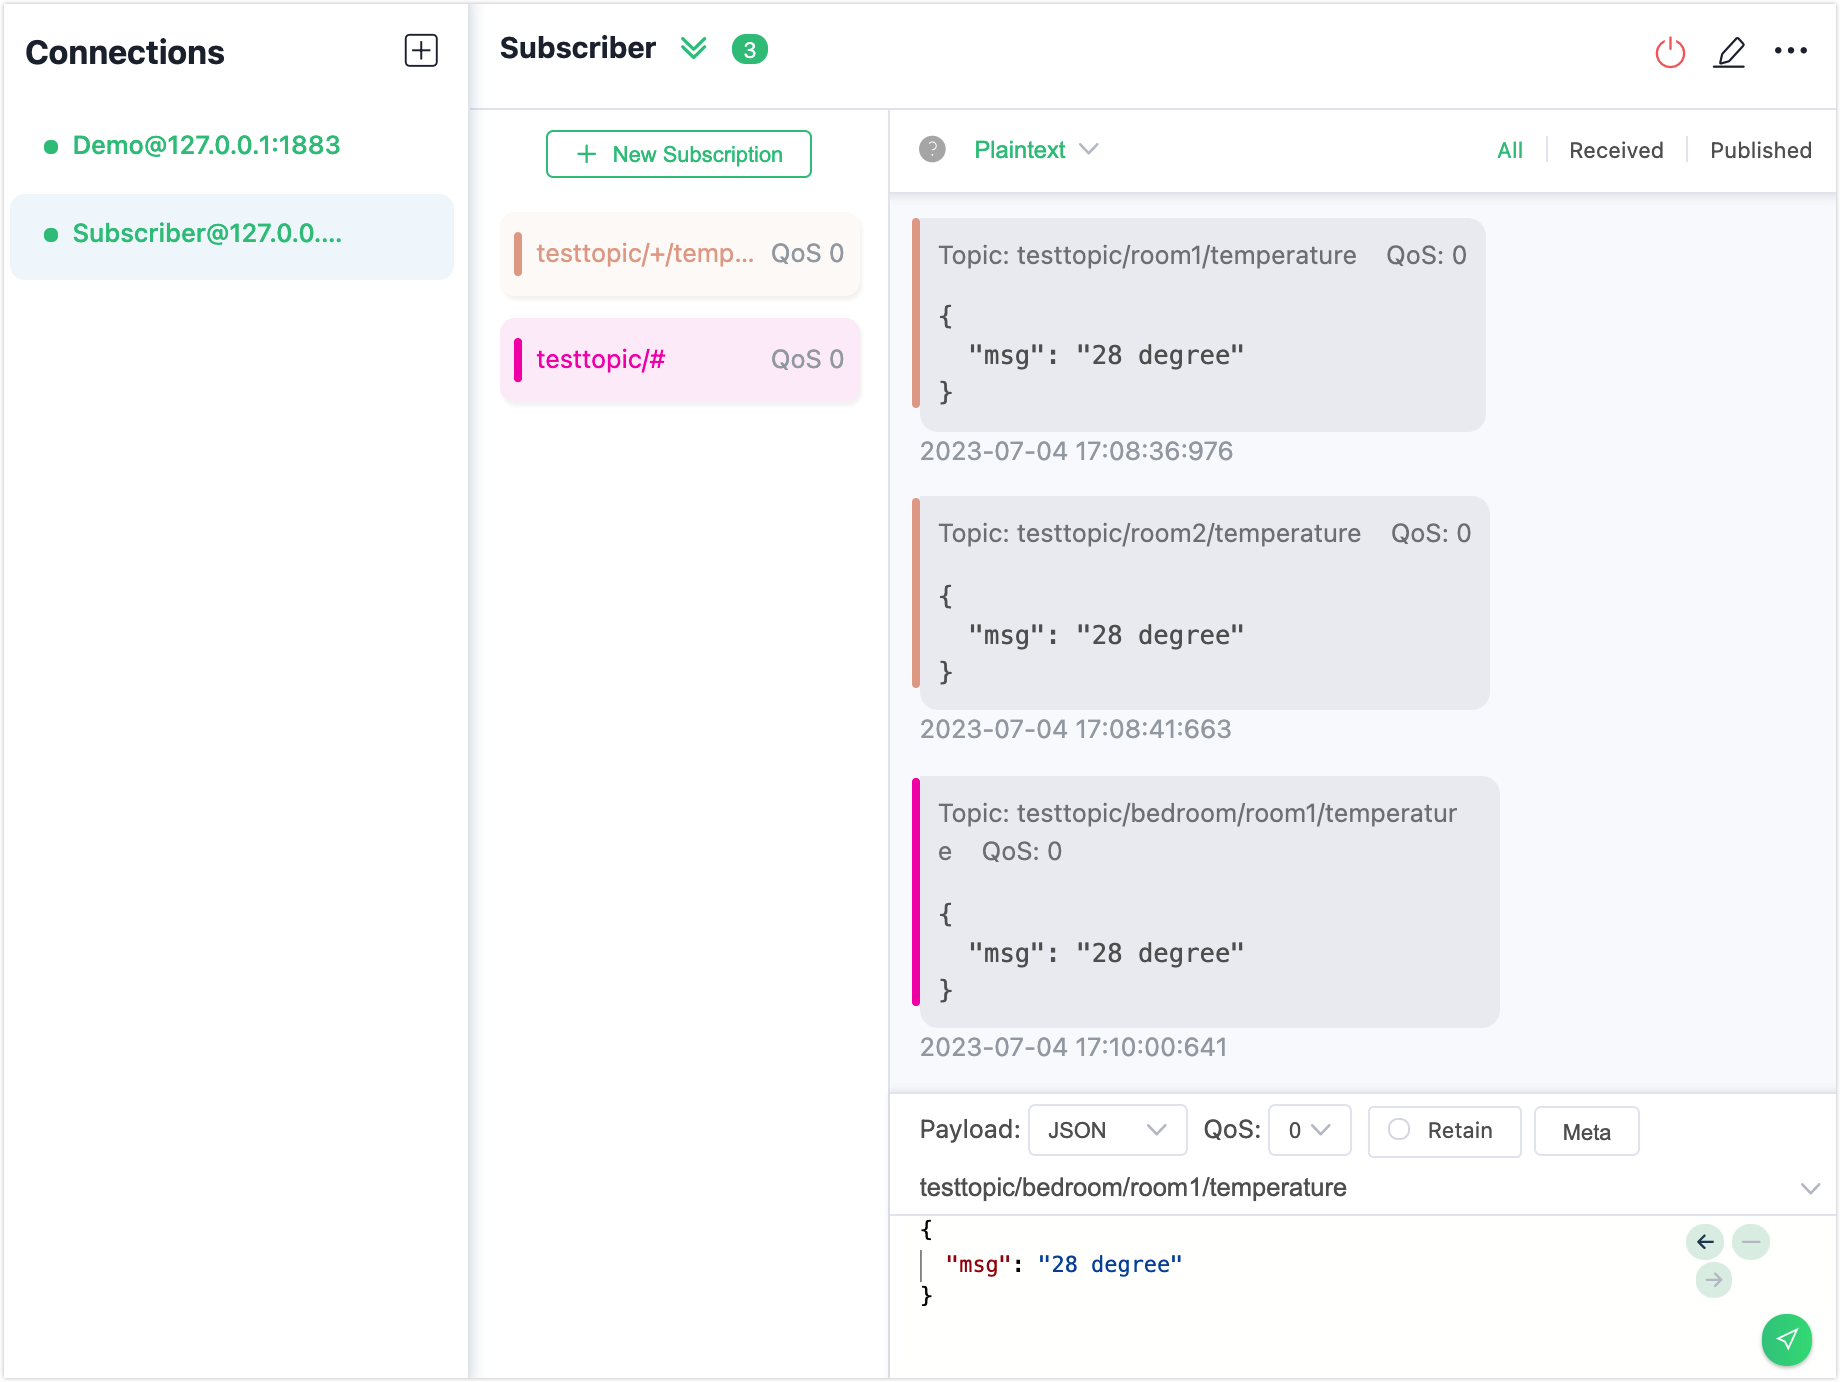 Connections
Demo@127.0.0.1:1883
Subscriber@127.0.0....
Subscriber 3
New Subscription
testtopic/+/temp... QoS 0
testtopic/# QoS 0
? Plaintext All Received Published
Topic: testtopic/room1/temperature QoS: 0
{
"msg": "28 degree"
}
2023-07-04 17:08:36:976
Topic: testtopic/room2/temperature QoS: 0
{
"msg": "28 degree"
}
2023-07-04 17:08:41:663
Topic: testtopic/bedroom/room1/temperatur
e QoS: 0
{
"msg": "28 degree"
}
2023-07-04 17:10:00:641
Payload: JSON QoS: 0 Retain Meta
testtopic/bedroom/room1/temperature
{
"msg": "28 degree"
}